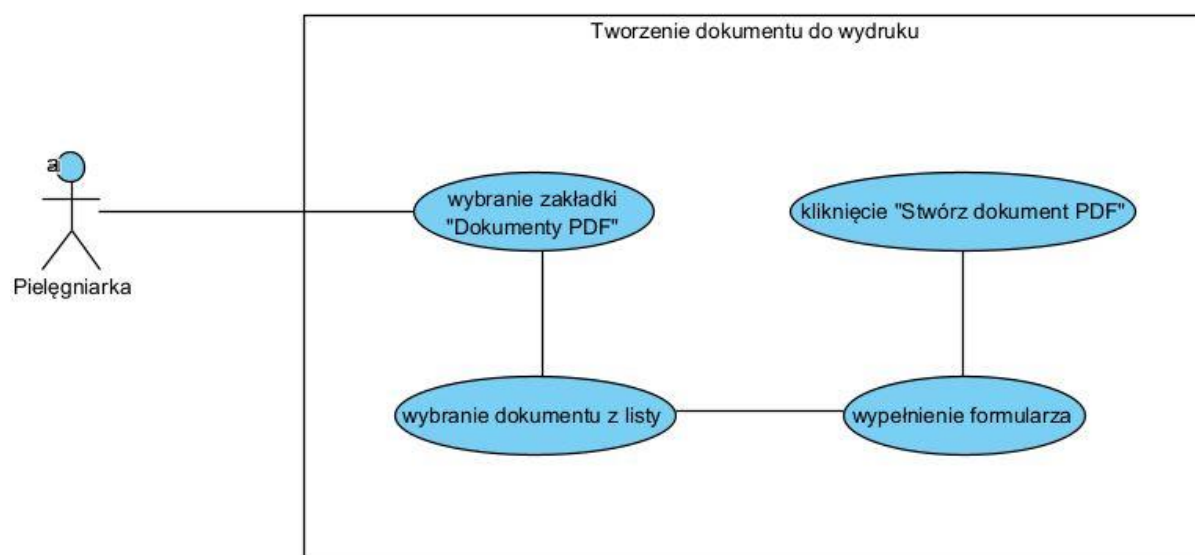 Tworzenie dokumentu do wydruku
a
Pielęgniarka
wybranie zakładki
"Dokumenty PDF"
kliknięcie "Stwórz dokument PDF"
wybranie dokumentu z listy
wypełnienie formularza